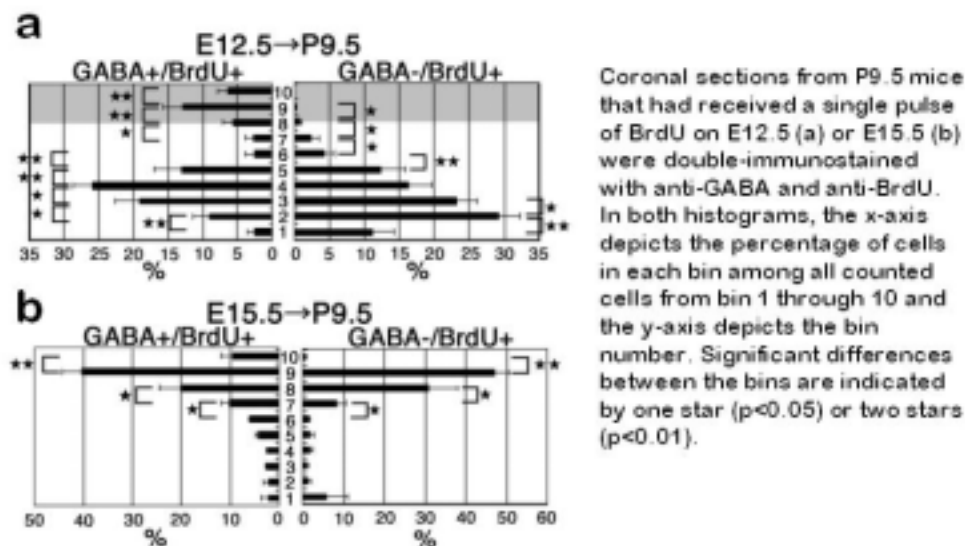 a
E12.5→P9.5
GABA+/BrdU+ GABA-/BrdU+
10
9
8
7
6
5
4
3
2
1
35 30 25 20 15 10 5 0 0 5 10 15 20 25 30 35
% %
b
E15.5→P9.5
GABA+/BrdU+ GABA-/BrdU+
10
9
8
7
6
5
4
3
2
1
50 40 30 20 10 0 0 10 20 30 40 50 60
% %
Coronal sections from P9.5 mice
that had received a single pulse
of BrdU on E12.5 (a) or E15.5 (b)
were double-immunostained
with anti-GABA and anti-BrdU.
In both histograms, the x-axis
depicts the percentage of cells
in each bin among all counted
cells from bin 1 through 10 and
the y-axis depicts the bin
number. Significant differences
between the bins are indicated
by one star (p<0.05) or two stars
(p<0.01).